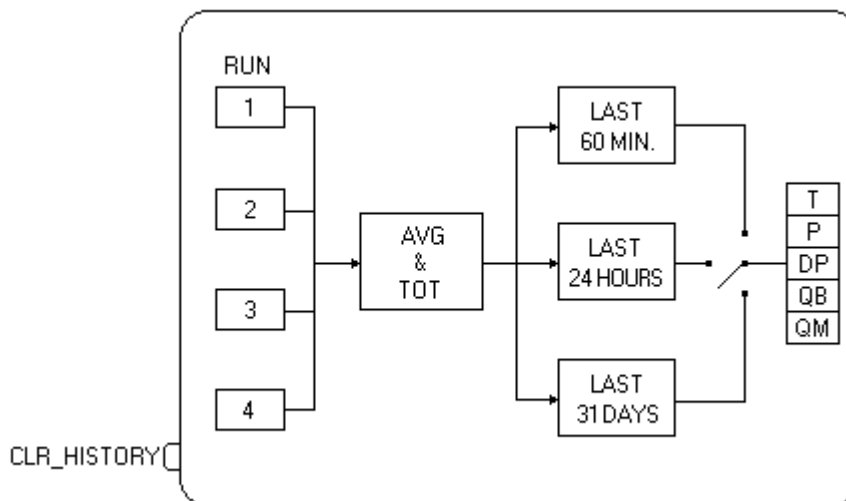 RUN
1
2
3
4
AVG
&
TOT
LAST
60 MIN.
LAST
24 HOURS
LAST
31 DAYS
T
P
DP
QB
QM
CLR_HISTORY